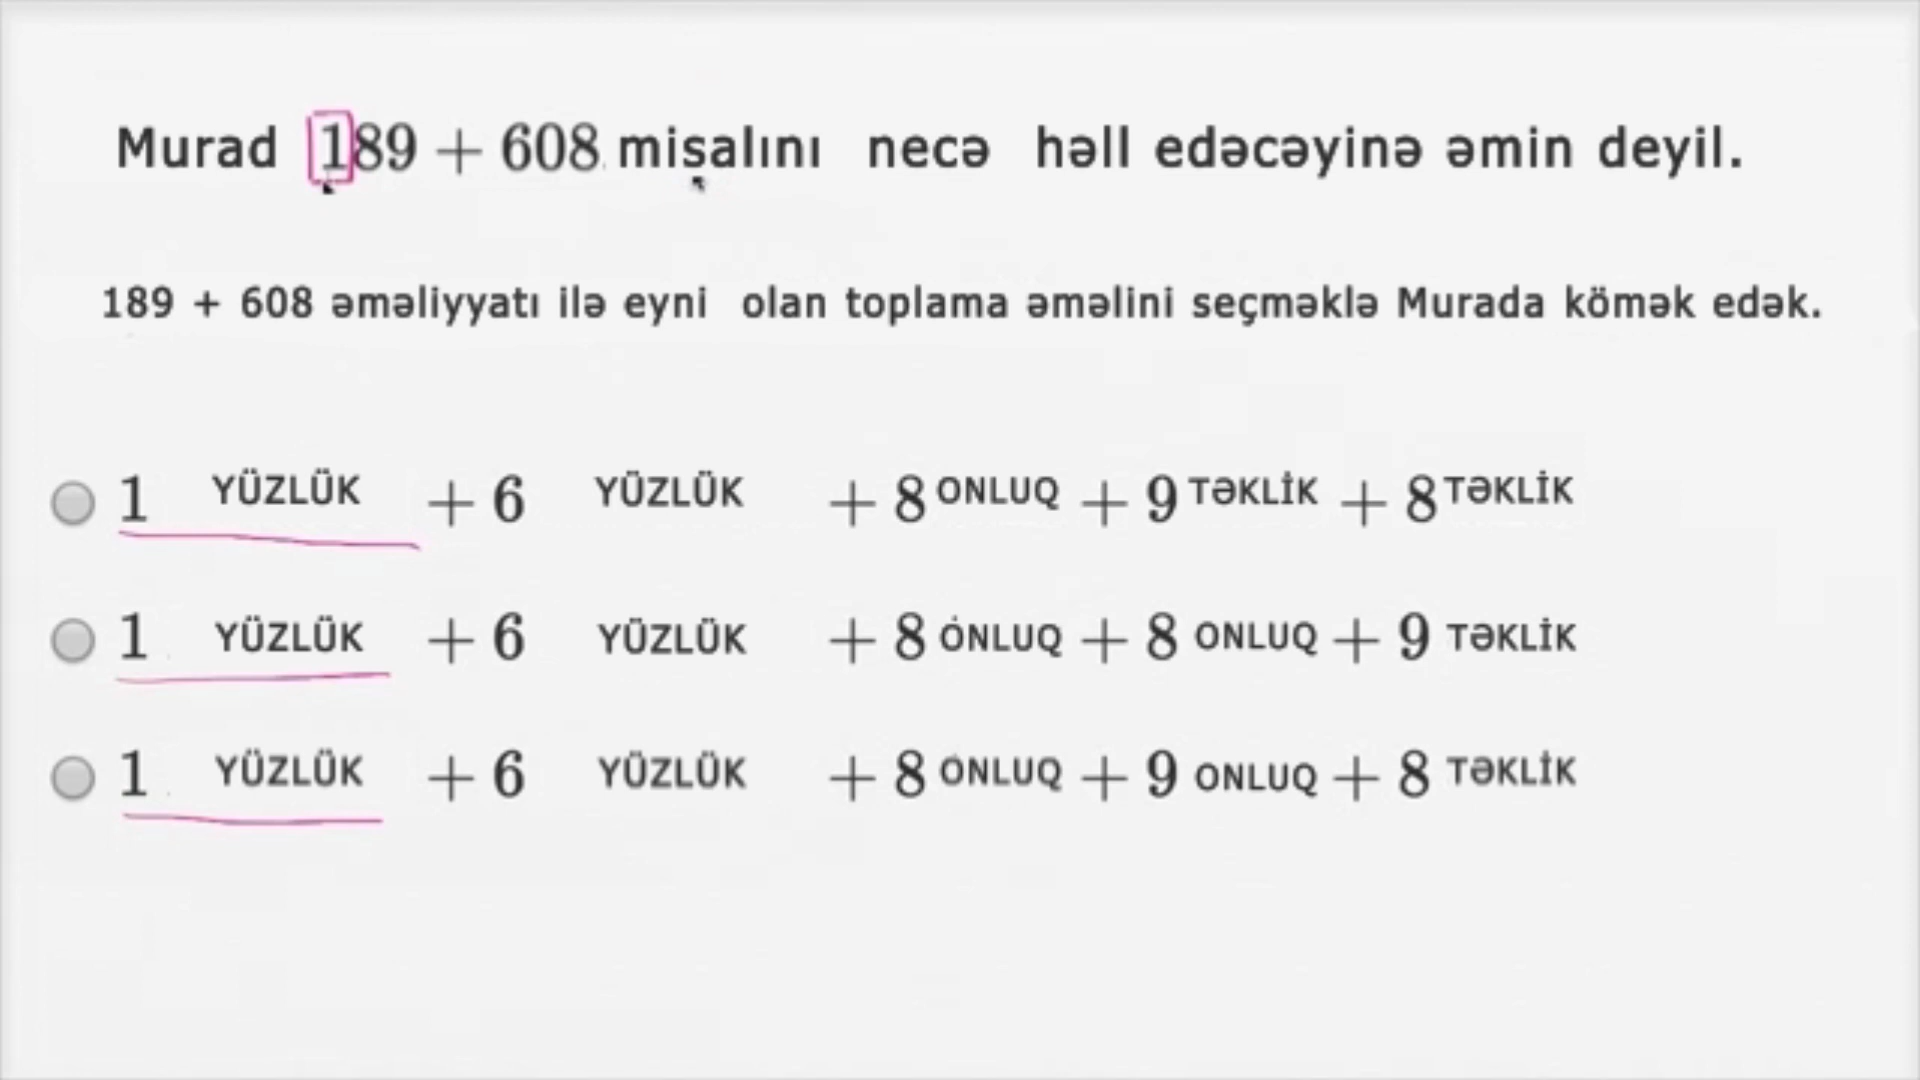 Murad 189 + 608 misalını necə həll edəcəyinə əmin deyil.
189 + 608 əməliyyatı ilə eyni olan toplama əməlini seçməklə Murada kömək edək.
1 YÜZLÜK + 6 YÜZLÜK + 8 ONLUQ + 9 TƏKLİK + 8 TƏKLİK
1 YÜZLÜK + 6 YÜZLÜK + 8 ONLUQ + 8 ONLUQ + 9 TƏKLİK
1 YÜZLÜK + 6 YÜZLÜK + 8 ONLUQ + 9 ONLUQ + 8 TƏKLİK